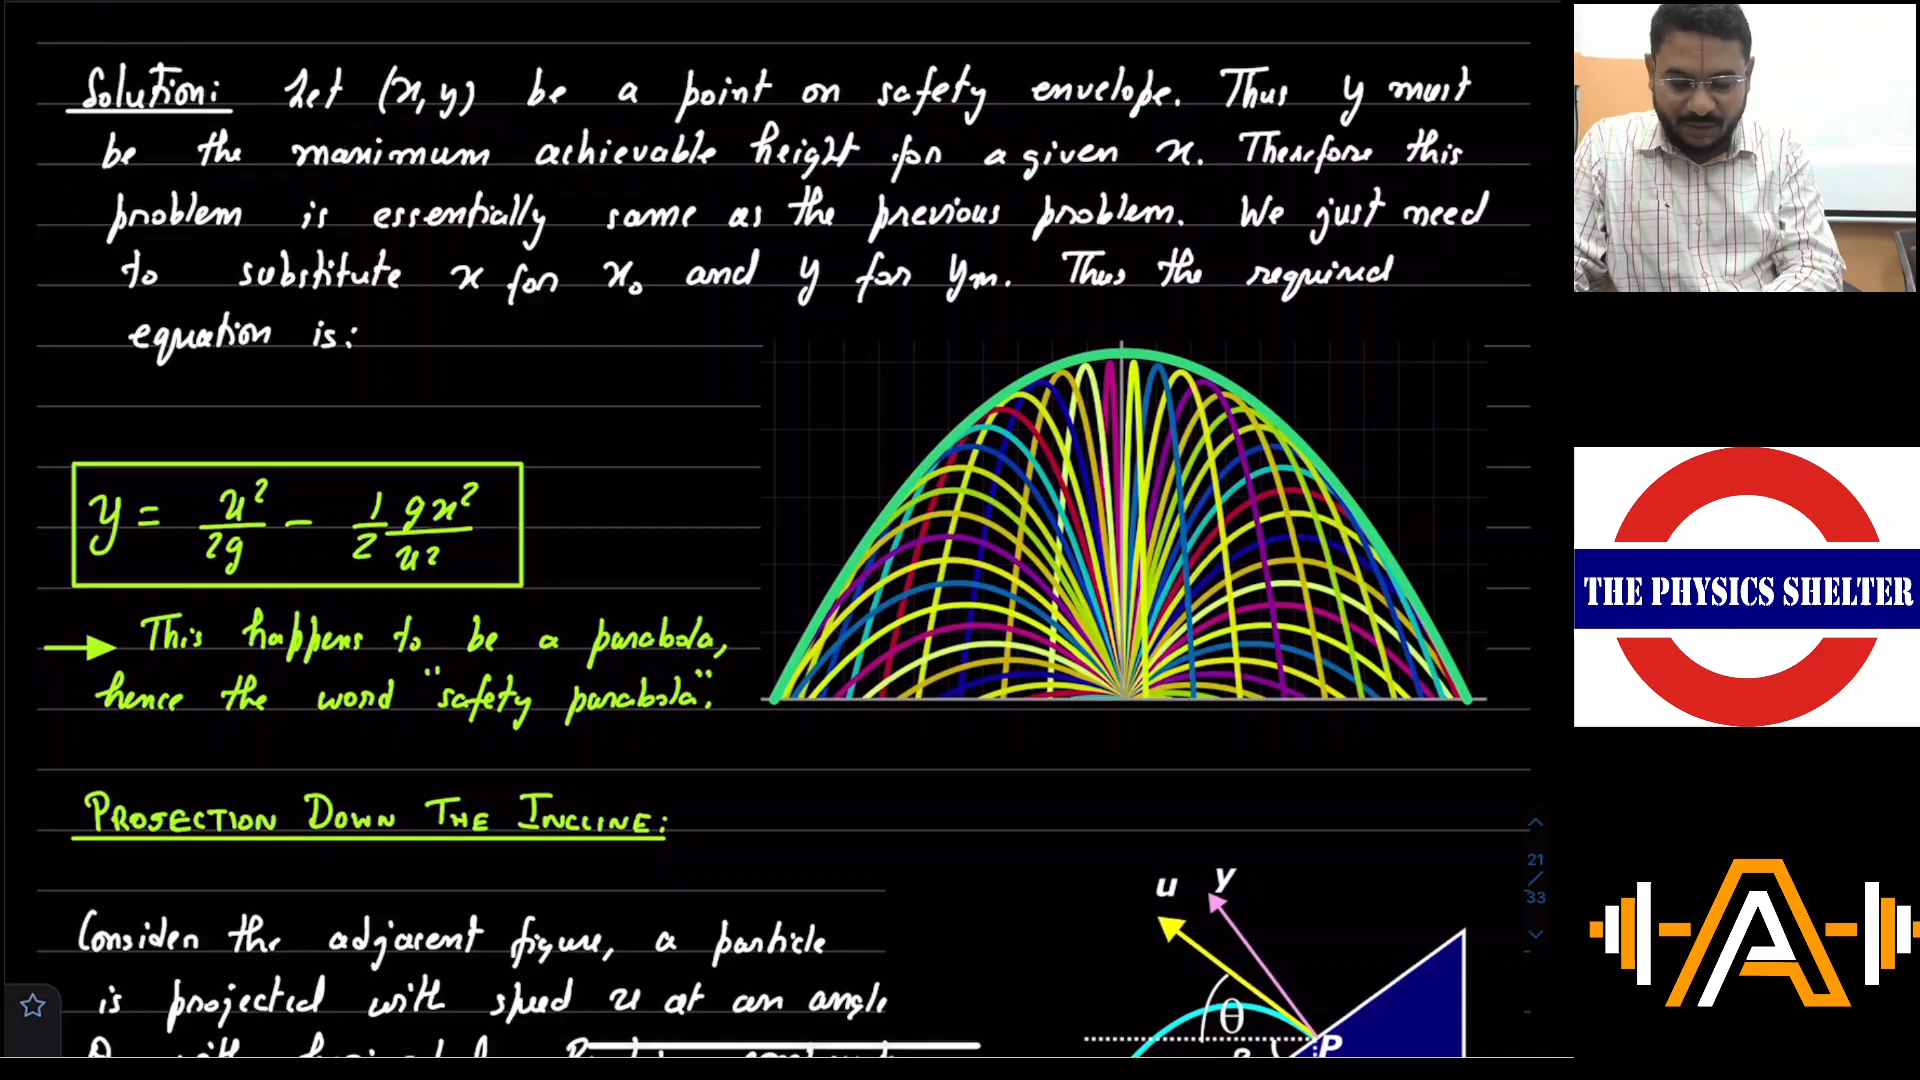 Solution: Let (x, y) be a point on safety envelope. Thus y must
be the maximum achievable height for a given x. Therefore this
problem is essentially same as the previous problem. We just need
to substitute x for x₀ and y for yₘ. Thus the required
equation is:
y = u²/2g - 1/2 gx²/u²
This happens to be a parabola,
hence the word "safety parabola".
PROJECTION DOWN THE INCLINE:
Consider the adjacent figure, a particle
is projected with speed u at an angle
u y
θ
P
21
/
33
THE PHYSICS SHELTER